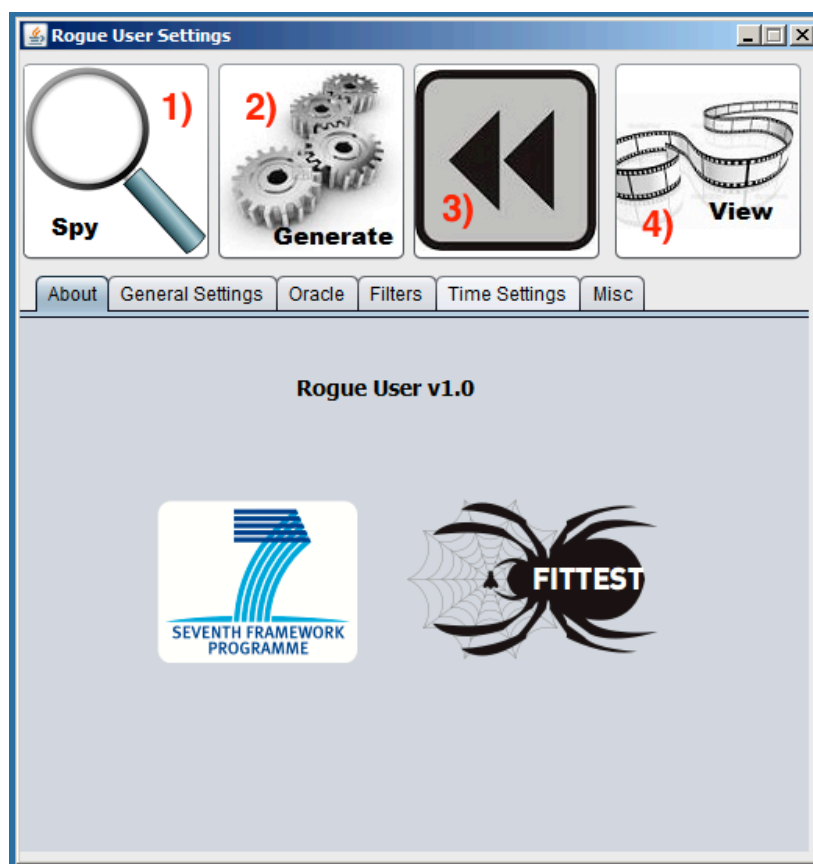 Rogue User Settings
1)
Spy
2)
Generate
3)
4)
View
About General Settings Oracle Filters Time Settings Misc
Rogue User v1.0
SEVENTH FRAMEWORK
PROGRAMME
FITTEST